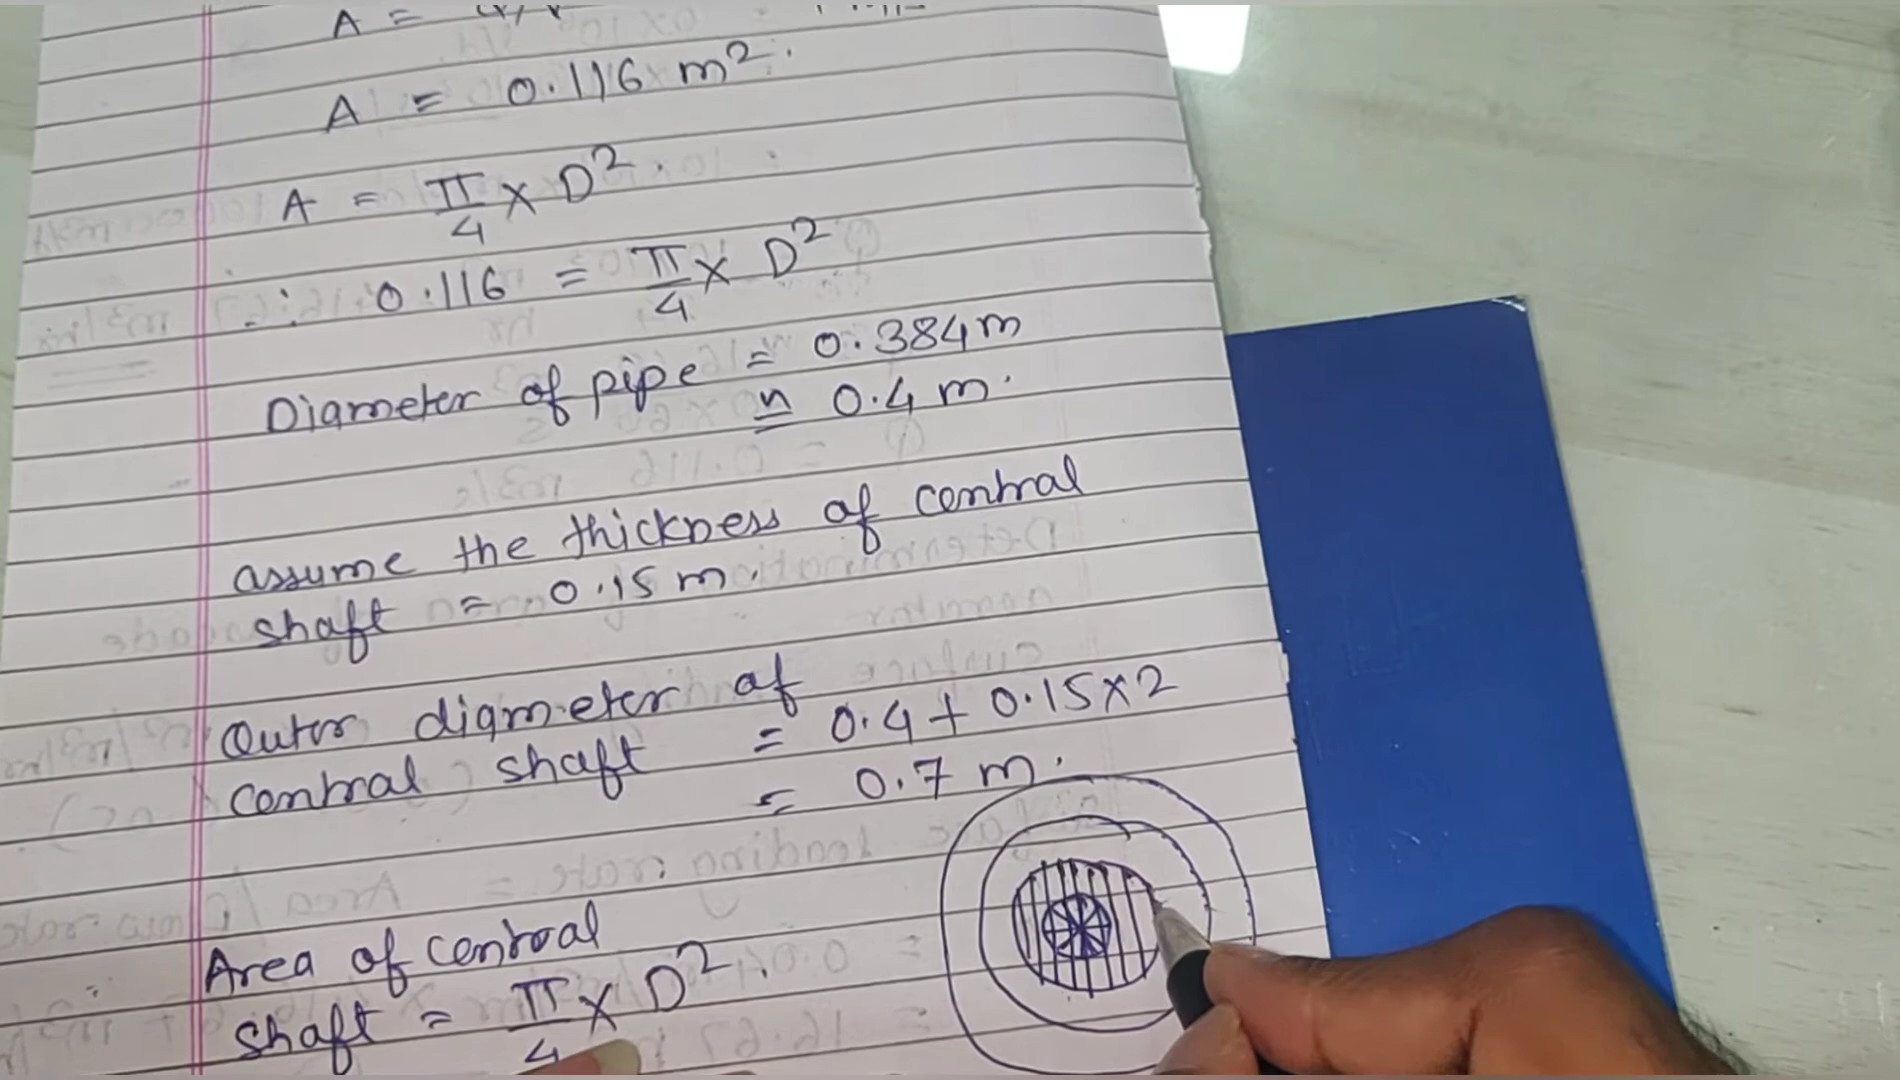 A =
A = 0.116 m².
A = π/4 × D².
∴ 0.116 = π/4 × D²
Diameter of pipe = 0.384m
≃ 0.4 m.
assume the thickness of central
shaft = 0.15 m.
Outer diameter of
central shaft = 0.4 + 0.15×2
= 0.7 m.
Area of central
shaft = π/4 × D².